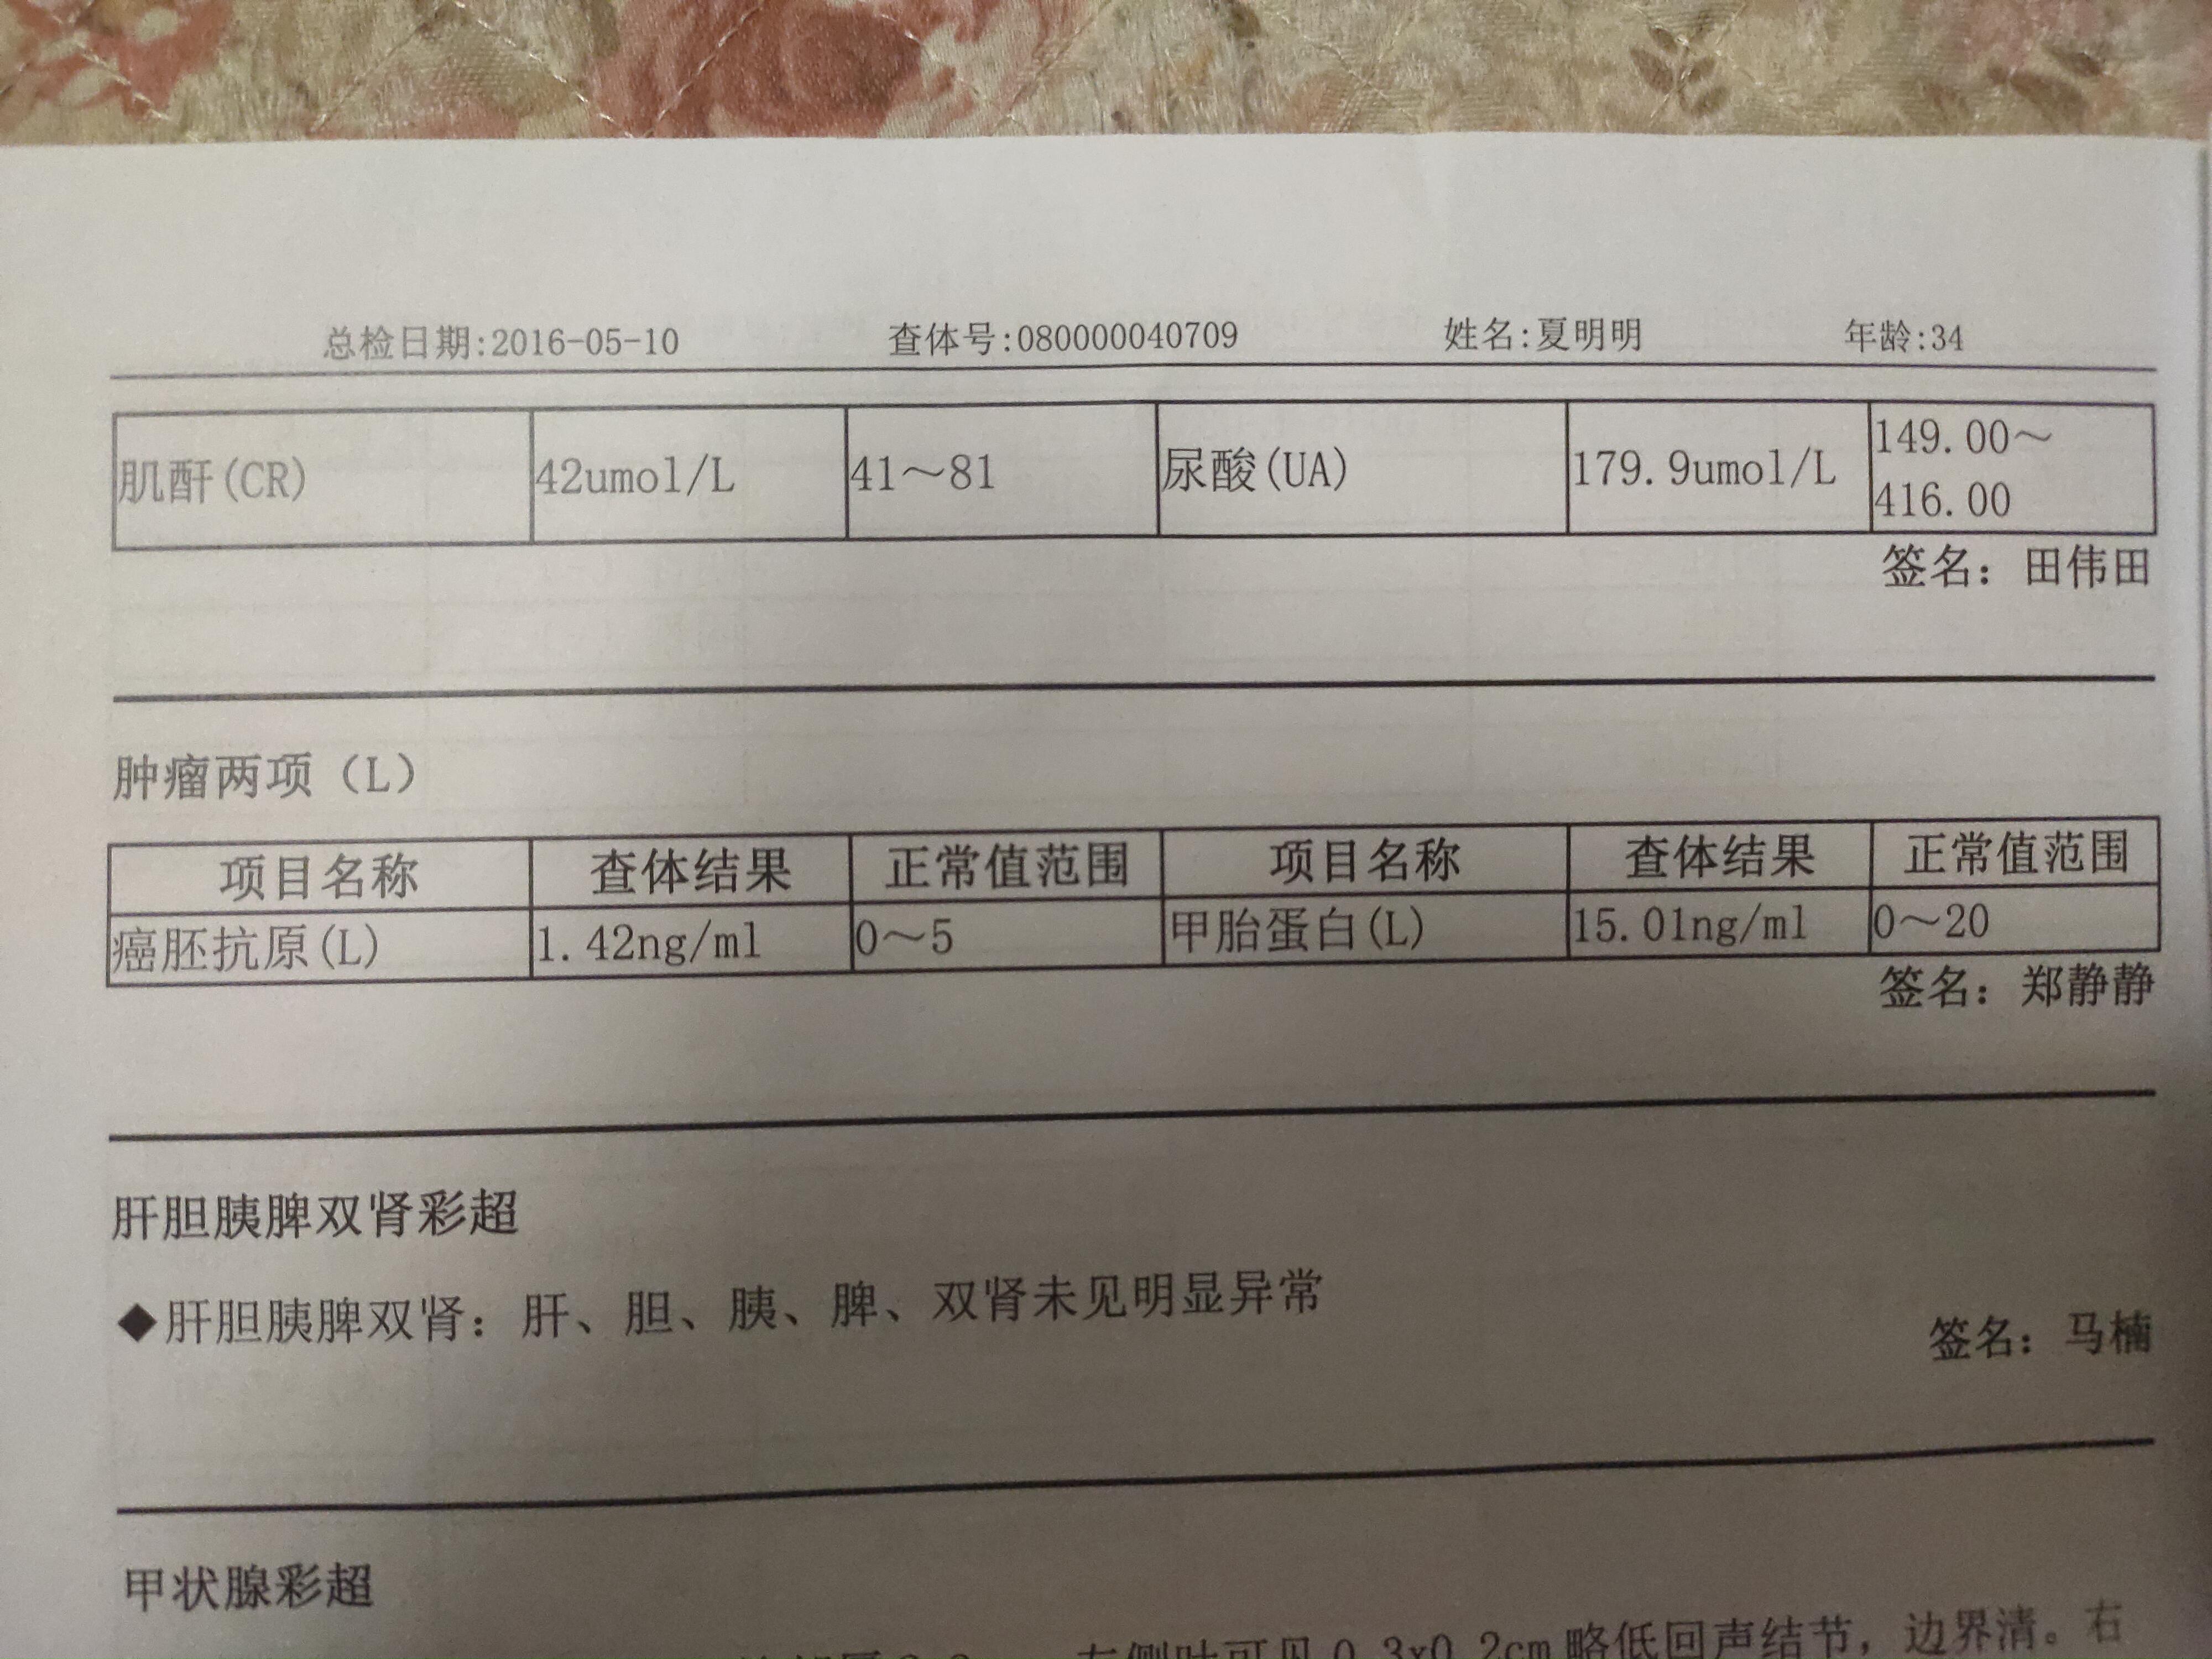 总检日期:2016-05-10 查体号:080000040709 姓名:夏明明 年龄:34
肌酐(CR) 42umol/L 41～81 尿酸(UA) 179.9umol/L 149.00～416.00
签名：田伟田
肿瘤两项（L）
项目名称 查体结果 正常值范围 项目名称 查体结果 正常值范围
癌胚抗原(L) 1.42ng/ml 0～5 甲胎蛋白(L) 15.01ng/ml 0～20
签名：郑静静
肝胆胰脾双肾彩超
◆肝胆胰脾双肾：肝、胆、胰、脾、双肾未见明显异常
签名：马楠
甲状腺彩超
侧叶可见0.3x0.2cm略低回声结节，边界清。右